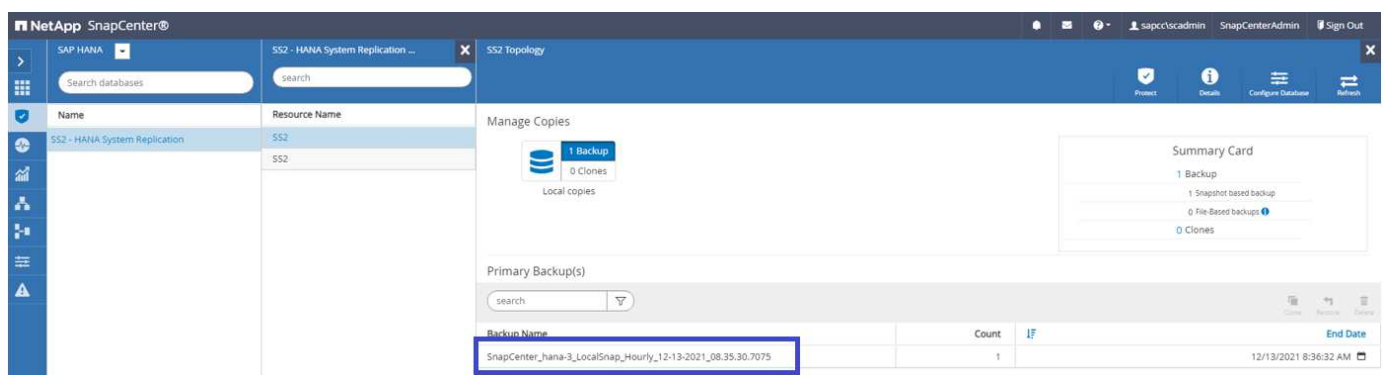 NetApp SnapCenter®
sapcc\scadmin SnapCenterAdmin Sign Out
SAP HANA
Search databases
Name
SS2 - HANA System Replication
SS2 - HANA System Replication ...
search
Resource Name
SS2
SS2
SS2 Topology
Protect Details Configure Database Refresh
Manage Copies
1 Backup
0 Clones
Local copies
Summary Card
1 Backup
1 Snapshot based backup
0 File-Based backups
0 Clones
Primary Backup(s)
search
Clone Restore Delete
Backup Name Count End Date
SnapCenter_hana-3_LocalSnap_Hourly_12-13-2021_08.35.30.7075 1 12/13/2021 8:36:32 AM